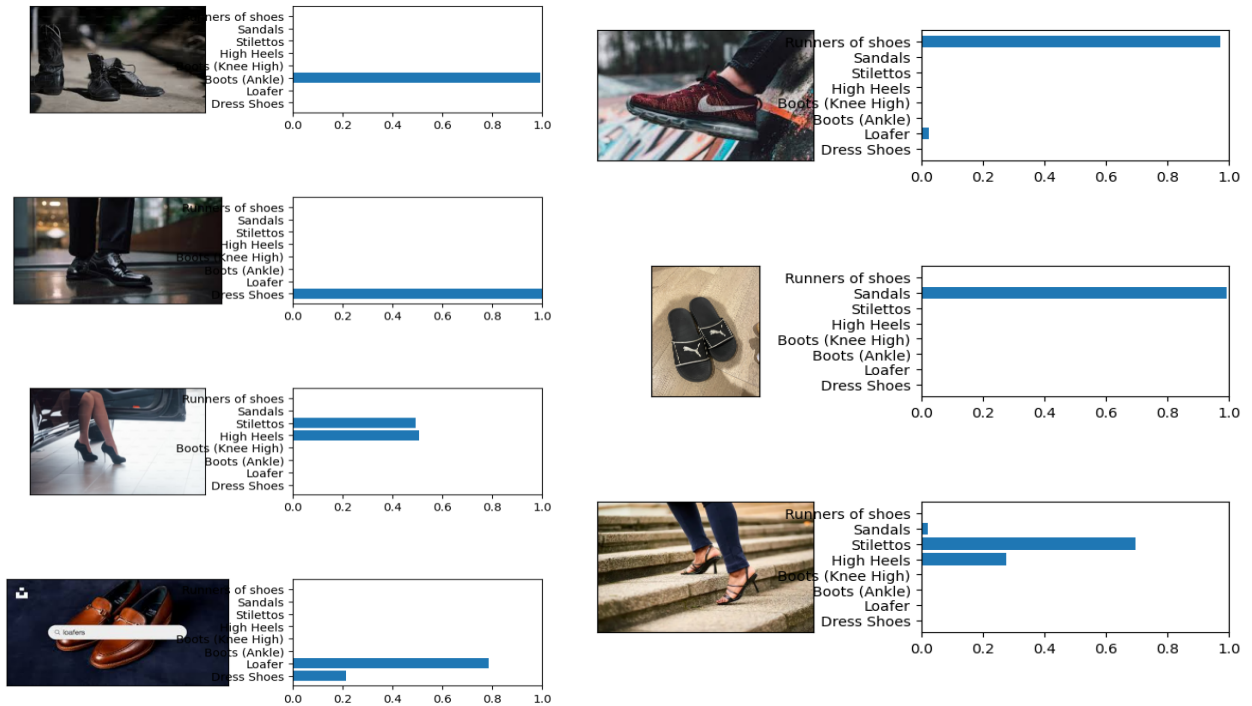 Runners of shoes
Sandals
Stilettos
High Heels
Boots (Knee High)
Boots (Ankle)
Loafer
Dress Shoes
0.0 0.2 0.4 0.6 0.8 1.0
Runners of shoes
Sandals
Stilettos
High Heels
Boots (Knee High)
Boots (Ankle)
Loafer
Dress Shoes
0.0 0.2 0.4 0.6 0.8 1.0
Runners of shoes
Sandals
Stilettos
High Heels
Boots (Knee High)
Boots (Ankle)
Loafer
Dress Shoes
0.0 0.2 0.4 0.6 0.8 1.0
loafers
Runners of shoes
Sandals
Stilettos
High Heels
Boots (Knee High)
Boots (Ankle)
Loafer
Dress Shoes
0.0 0.2 0.4 0.6 0.8 1.0
Runners of shoes
Sandals
Stilettos
High Heels
Boots (Knee High)
Boots (Ankle)
Loafer
Dress Shoes
0.0 0.2 0.4 0.6 0.8 1.0
Runners of shoes
Sandals
Stilettos
High Heels
Boots (Knee High)
Boots (Ankle)
Loafer
Dress Shoes
0.0 0.2 0.4 0.6 0.8 1.0
Runners of shoes
Sandals
Stilettos
High Heels
Boots (Knee High)
Boots (Ankle)
Loafer
Dress Shoes
0.0 0.2 0.4 0.6 0.8 1.0